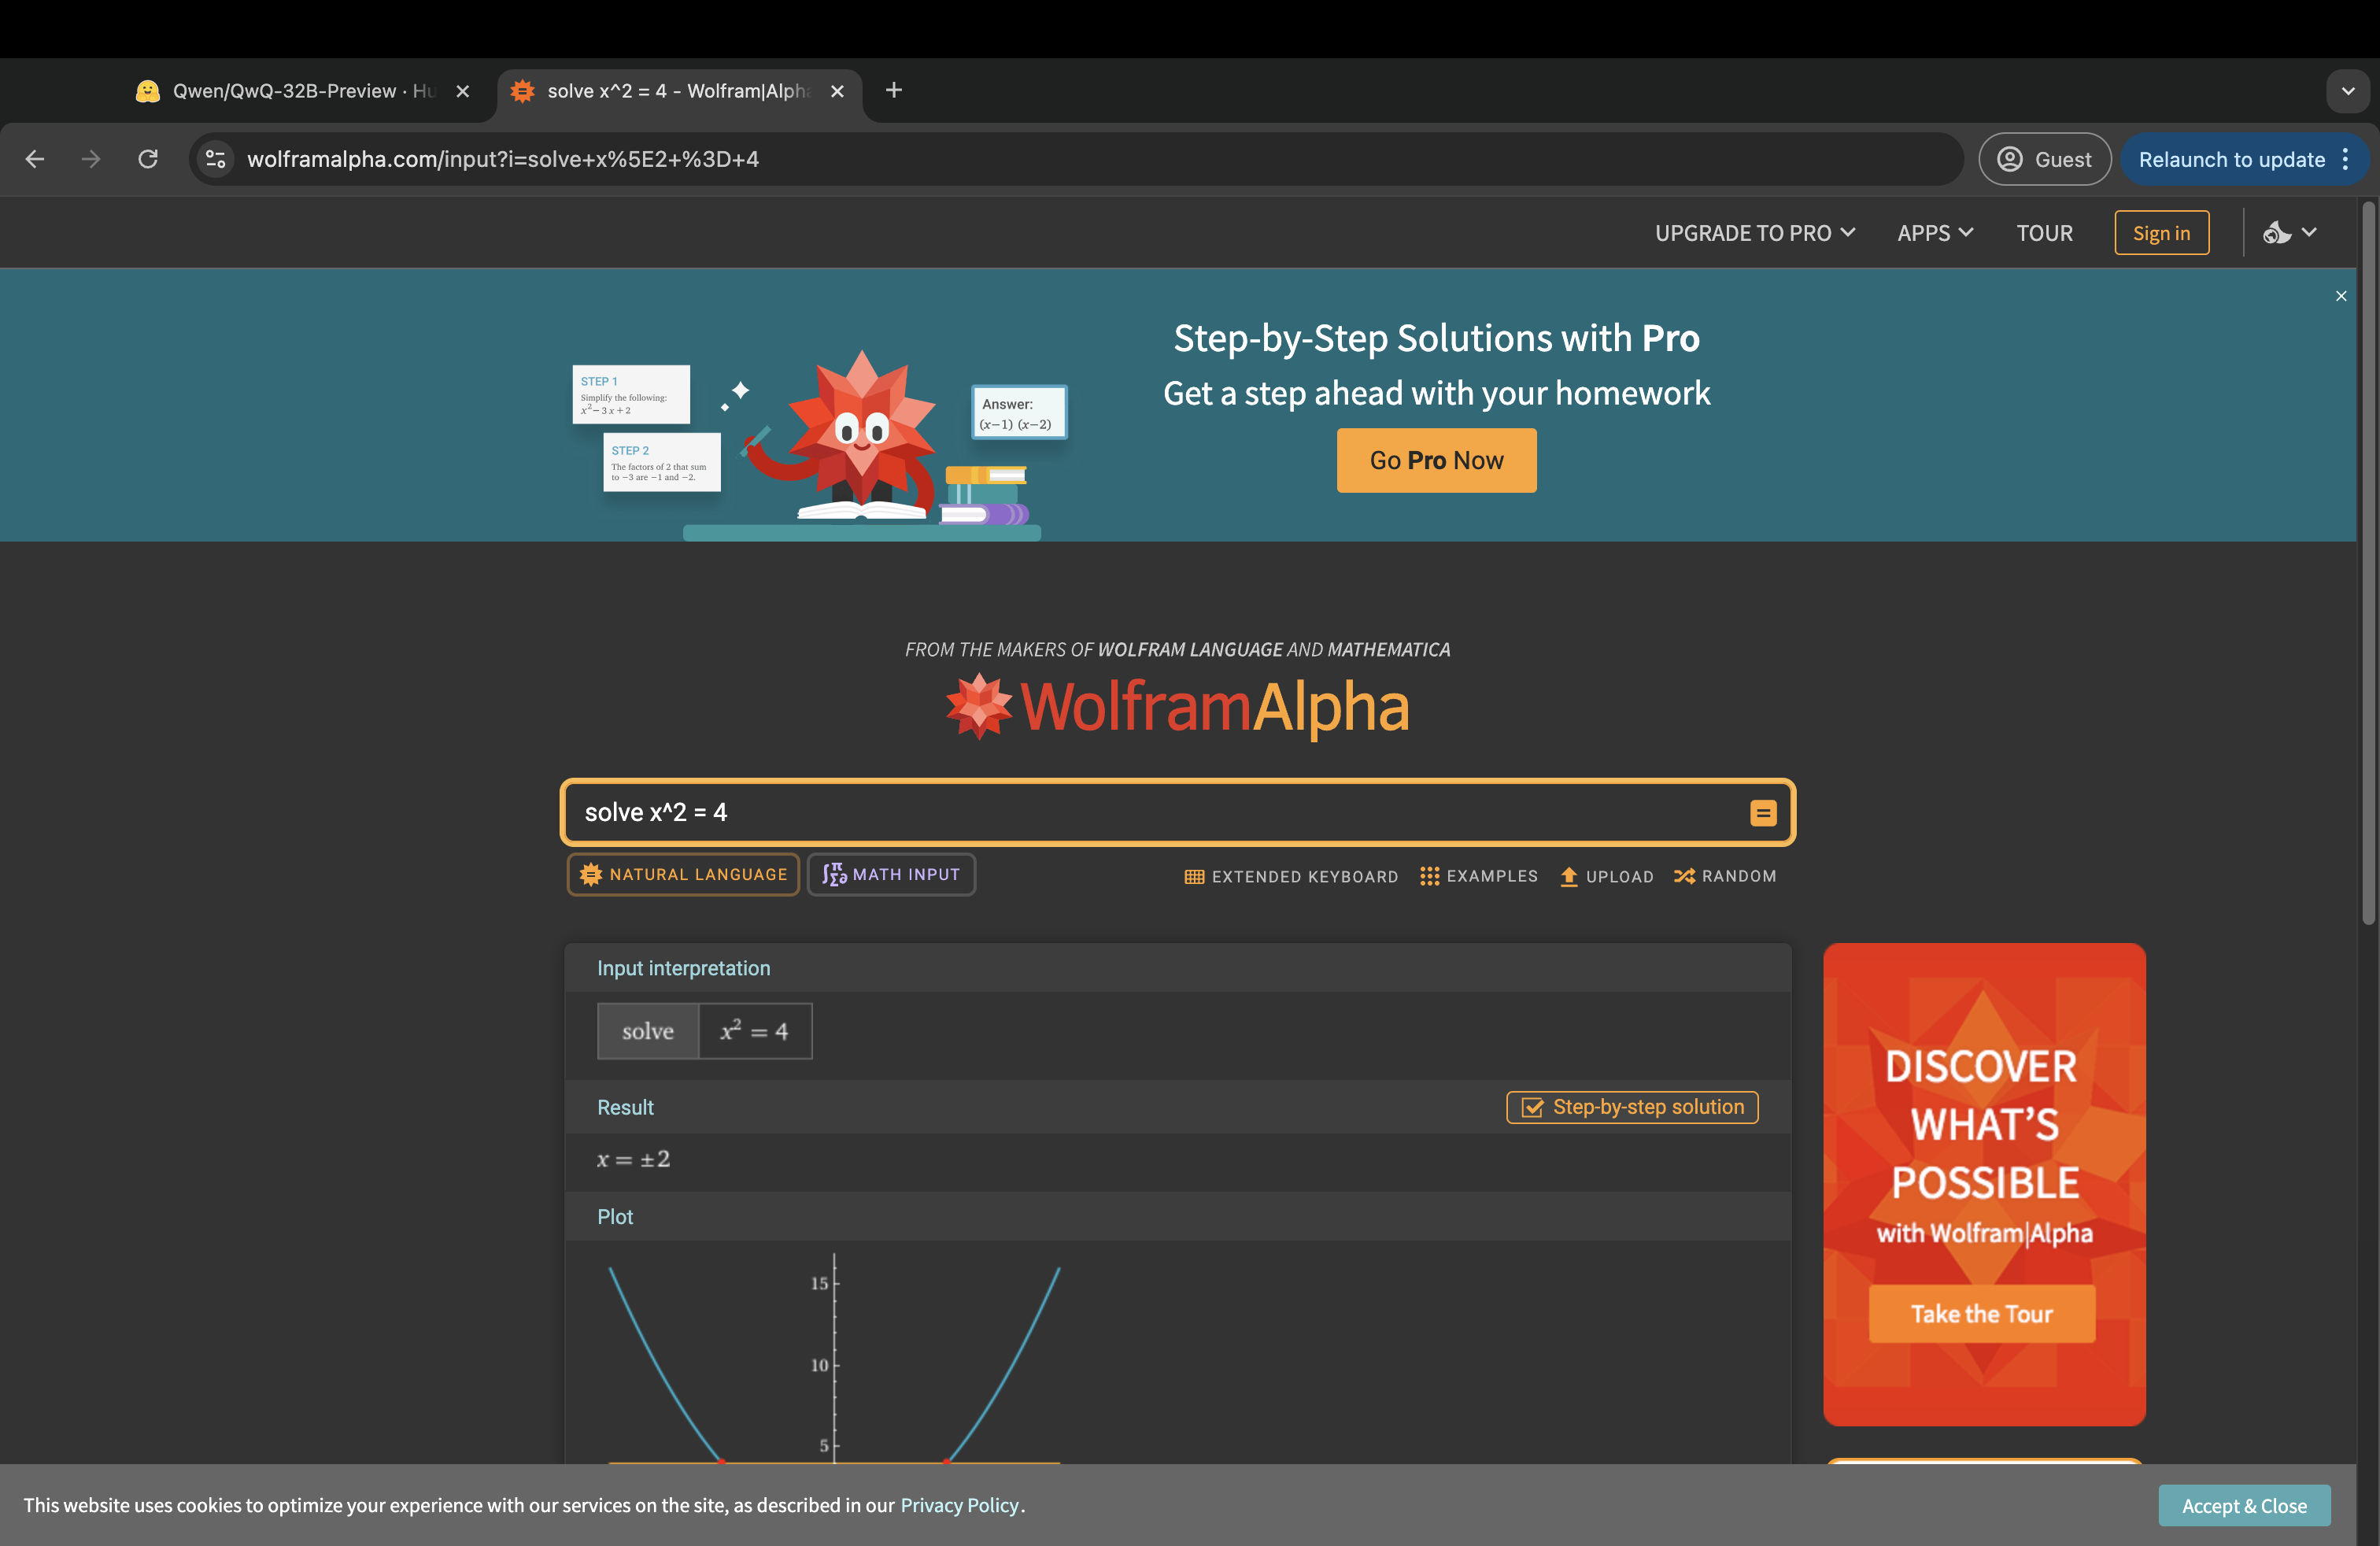 Qwen/QwQ-32B-Preview · Hu
solve x^2 = 4 - Wolfram|Alph
wolframalpha.com/input?i=solve+x%5E2+%3D+4
Guest
Relaunch to update
UPGRADE TO PRO
APPS
TOUR
Sign in
STEP 1
Simplify the following:
x²− 3 x + 2
STEP 2
The factors of 2 that sum
to −3 are −1 and −2.
Answer:
(x−1) (x−2)
Step-by-Step Solutions with Pro
Get a step ahead with your homework
Go Pro Now
FROM THE MAKERS OF WOLFRAM LANGUAGE AND MATHEMATICA
WolframAlpha
solve x^2 = 4
NATURAL LANGUAGE
MATH INPUT
EXTENDED KEYBOARD
EXAMPLES
UPLOAD
RANDOM
Input interpretation
solve
x² = 4
Result
Step-by-step solution
x = ±2
Plot
15
10
5
DISCOVER
WHAT’S
POSSIBLE
with Wolfram|Alpha
Take the Tour
This website uses cookies to optimize your experience with our services on the site, as described in our Privacy Policy.
Accept & Close